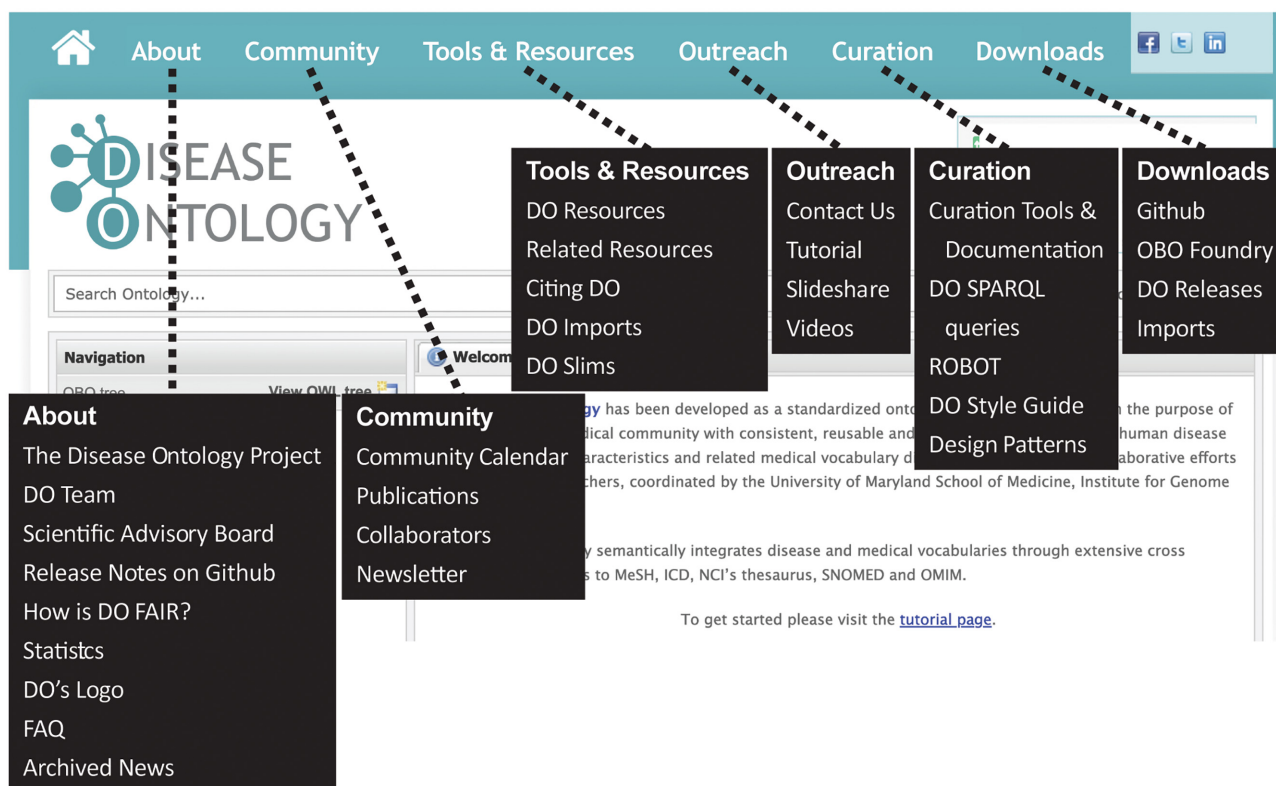 About Community Tools & Resources Outreach Curation Downloads
DISEASE
ONTOLOGY
Search Ontology...
Navigation
OBO tree View OWL tree
Tools & Resources
DO Resources
Related Resources
Citing DO
DO Imports
DO Slims
Outreach
Contact Us
Tutorial
Slideshare
Videos
Curation
Curation Tools &
Documentation
DO SPARQL
queries
ROBOT
DO Style Guide
Design Patterns
Downloads
Github
OBO Foundry
DO Releases
Imports
About
The Disease Ontology Project
DO Team
Scientific Advisory Board
Release Notes on Github
How is DO FAIR?
Statistcs
DO's Logo
FAQ
Archived News
Community
Community Calendar
Publications
Collaborators
Newsletter
has been developed as a standardized the purpose of
community with consistent, reusable and human disease
and related medical vocabulary efforts
coordinated by the University of Maryland School of Medicine, Institute for Genome
semantically integrates disease and medical vocabularies through extensive cross
to MeSH, ICD, NCI's thesaurus, SNOMED and OMIM.
To get started please visit the tutorial page.